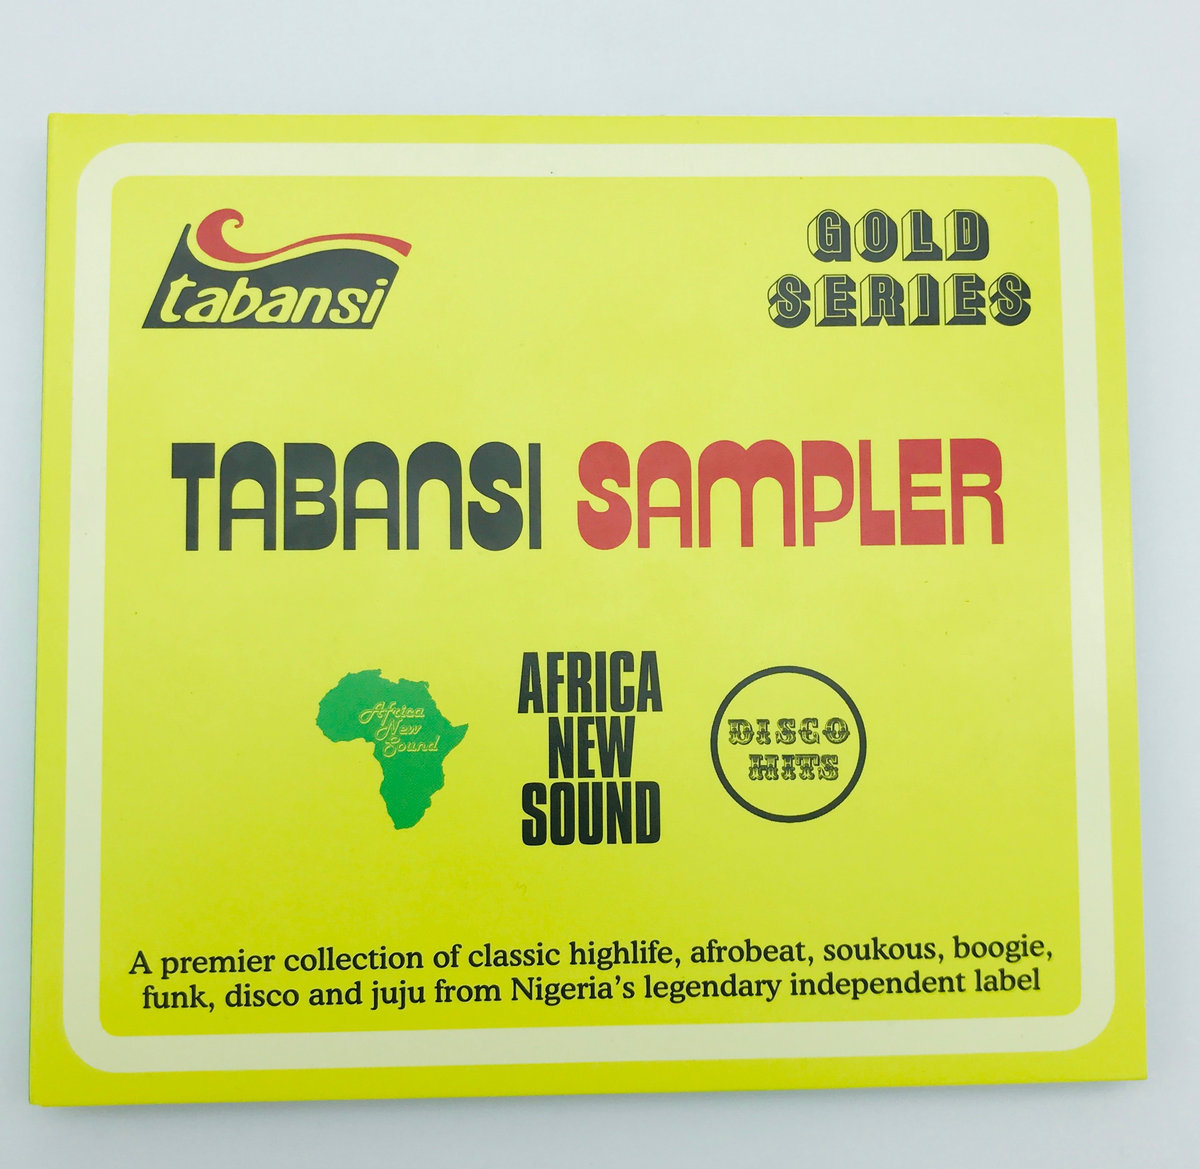 tabansi
GOLD
SERIES
TABANSI SAMPLER
Africa
New
Sound
AFRICA
NEW
SOUND
DISCO
HITS
A premier collection of classic highlife, afrobeat, soukous, boogie,
funk, disco and juju from Nigeria's legendary independent label